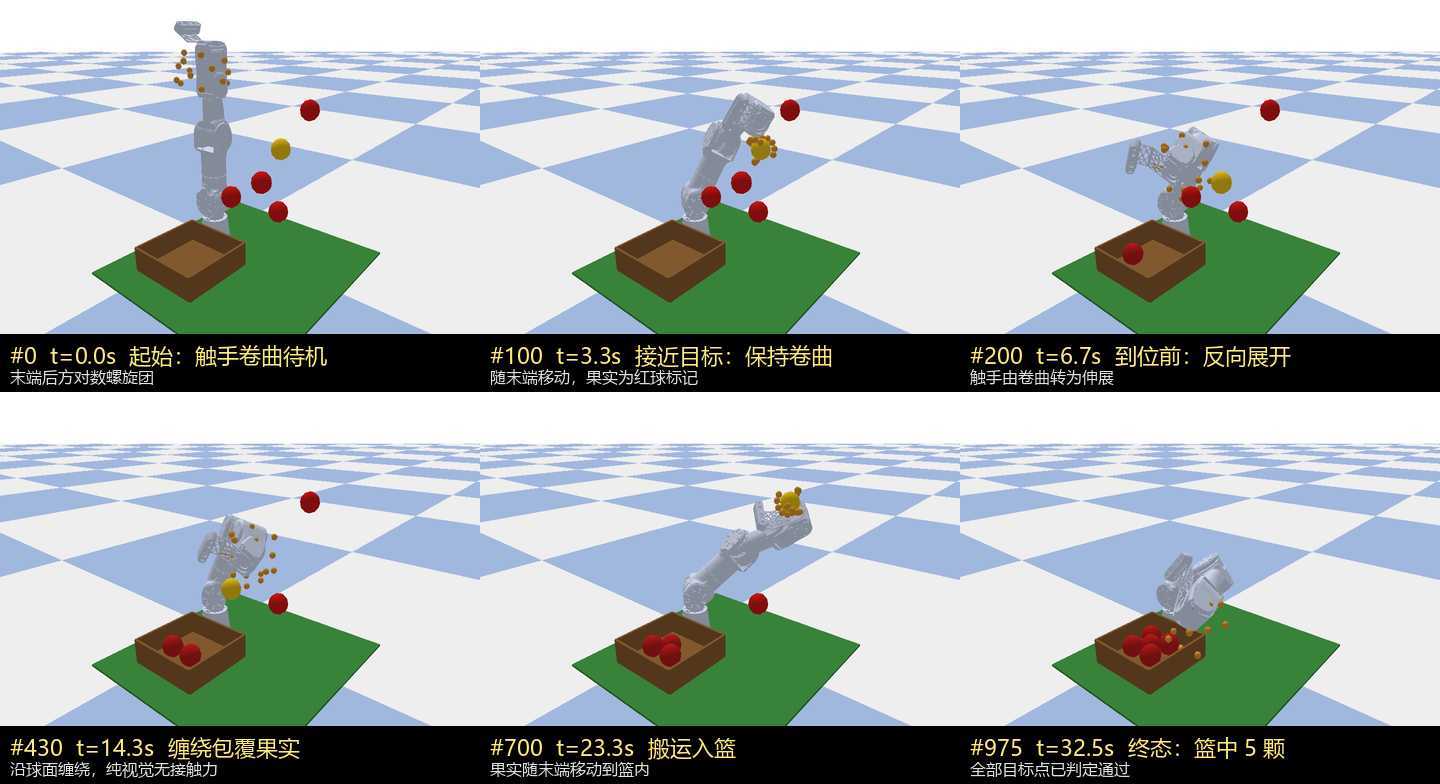 #0 t=0.0s 起始：触手卷曲待机
末端后方对数螺旋团
#100 t=3.3s 接近目标：保持卷曲
随末端移动，果实为红球标记
#200 t=6.7s 到位前：反向展开
触手由卷曲转为伸展
#430 t=14.3s 缠绕包覆果实
沿球面缠绕，纯视觉无接触力
#700 t=23.3s 搬运入篮
果实随末端移动到篮内
#975 t=32.5s 终态：篮中 5 颗
全部目标点已判定通过